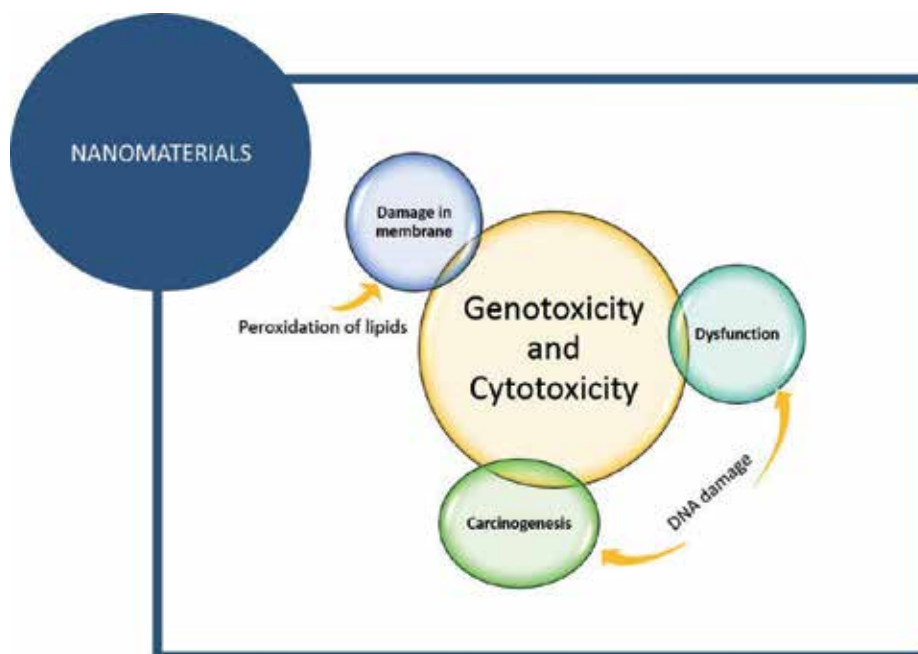 NANOMATERIALS
Damage in
membrane
Peroxidation of lipids
Genotoxicity
and
Cytotoxicity
Dysfunction
DNA damage
Carcinogenesis